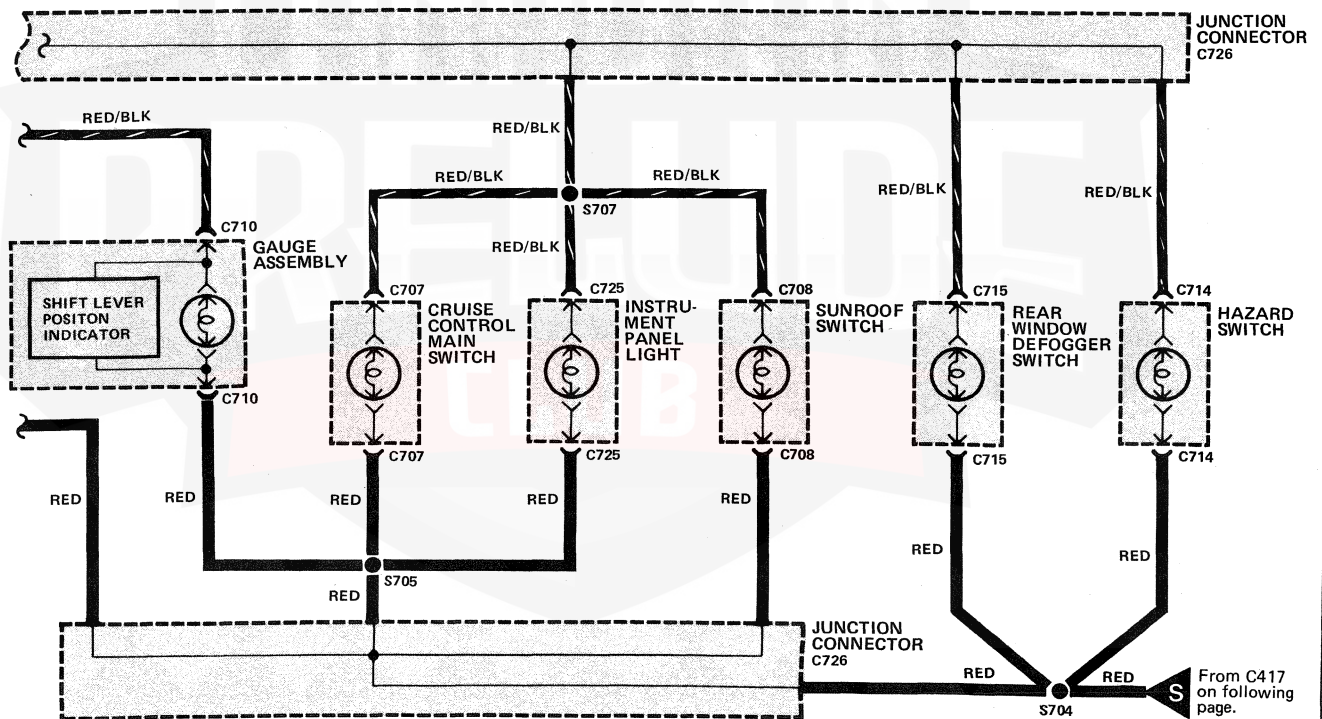 JUNCTION
CONNECTOR
C726
RED/BLK
RED/BLK
RED/BLK
RED/BLK
RED/BLK
RED/BLK
S707
C710
RED/BLK
GAUGE
ASSEMBLY
SHIFT LEVER
POSITON
INDICATOR
C710
C707
CRUISE
CONTROL
MAIN
SWITCH
C707
C725
INSTRU-
MENT
PANEL
LIGHT
C725
C708
SUNROOF
SWITCH
C708
C715
REAR
WINDOW
DEFOGGER
SWITCH
C715
C714
HAZARD
SWITCH
C714
RED
RED
RED
RED
RED
RED
RED
S705
RED
JUNCTION
CONNECTOR
C726
RED
RED
S704
S
From C417
on following
page.
PRELUDE
CLUB